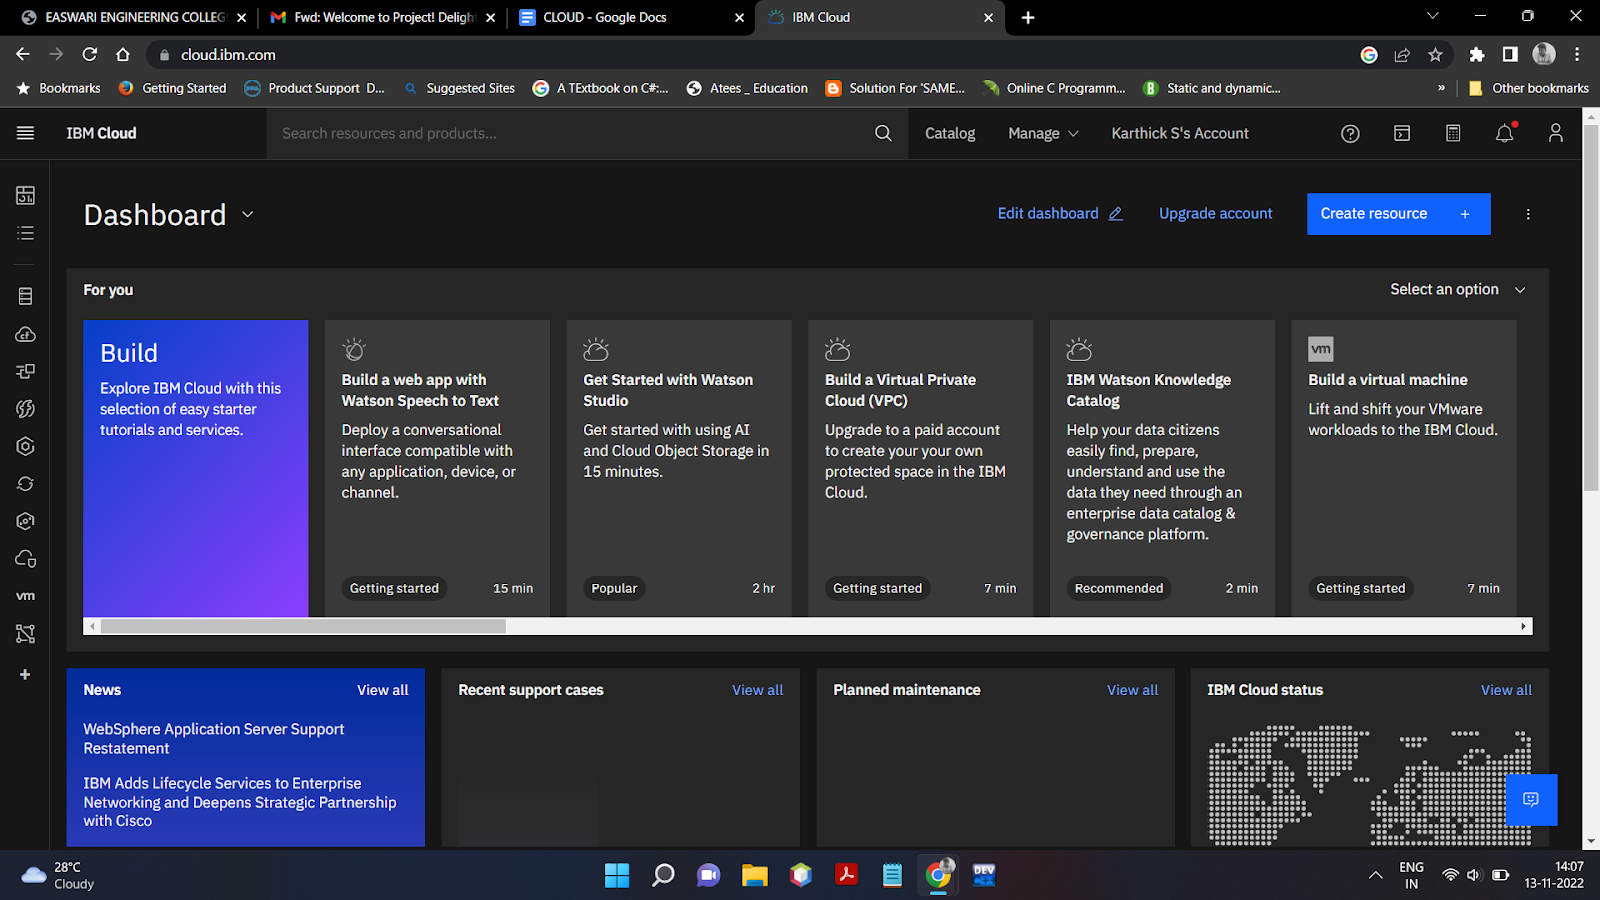 EASWARI ENGINEERING COLLEG
Fwd: Welcome to Project! Deligh
CLOUD - Google Docs
IBM Cloud
cloud.ibm.com
Bookmarks
Getting Started
Product Support D...
Suggested Sites
A TExtbook on C#:...
Atees _ Education
Solution For 'SAME...
Online C Programm...
Static and dynamic...
»
Other bookmarks
IBM Cloud
Search resources and products...
Catalog
Manage
Karthick S's Account
Dashboard
Edit dashboard
Upgrade account
Create resource +
For you
Select an option
Build
Explore IBM Cloud with this
selection of easy starter
tutorials and services.
Build a web app with
Watson Speech to Text
Deploy a conversational
interface compatible with
any application, device, or
channel.
Getting started
15 min
Get Started with Watson
Studio
Get started with using AI
and Cloud Object Storage in
15 minutes.
Popular
2 hr
Build a Virtual Private
Cloud (VPC)
Upgrade to a paid account
to create your your own
protected space in the IBM
Cloud.
Getting started
7 min
IBM Watson Knowledge
Catalog
Help your data citizens
easily find, prepare,
understand and use the
data they need through an
enterprise data catalog &
governance platform.
Recommended
2 min
vm
Build a virtual machine
Lift and shift your VMware
workloads to the IBM Cloud.
Getting started
7 min
vm
News
View all
WebSphere Application Server Support
Restatement
IBM Adds Lifecycle Services to Enterprise
Networking and Deepens Strategic Partnership
with Cisco
Recent support cases
View all
Planned maintenance
View all
IBM Cloud status
View all
28°C
Cloudy
DEV
ENG
IN
14:07
13-11-2022